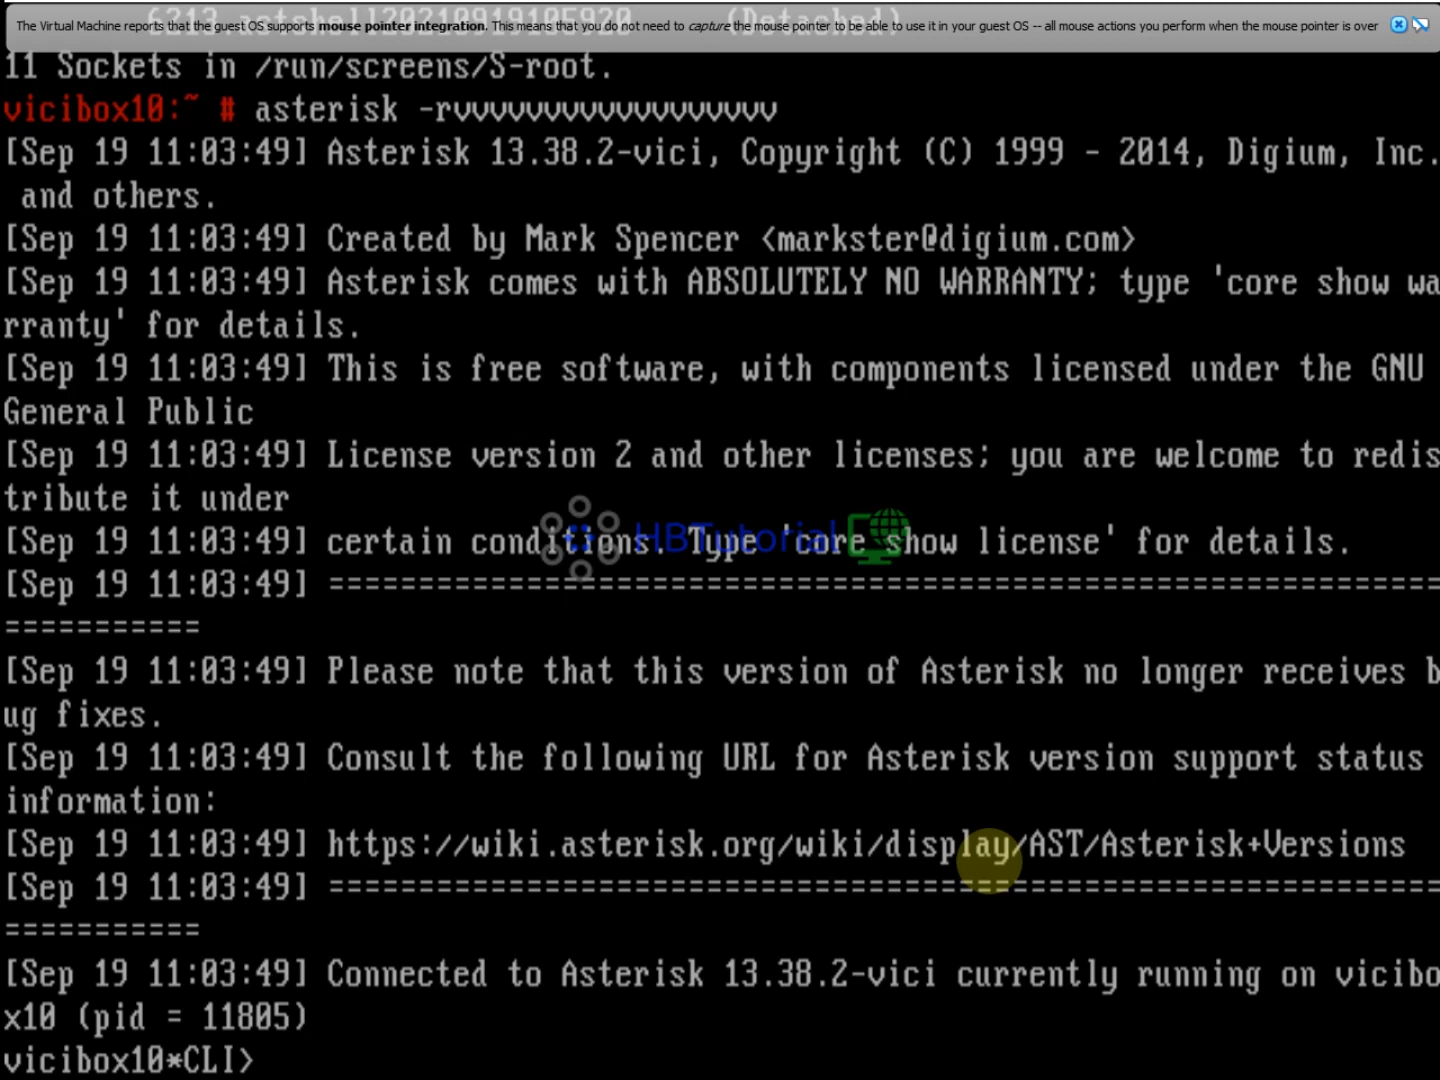 The Virtual Machine reports that the guest OS supports mouse pointer integration. This means that you do not need to capture the mouse pointer to be able to use it in your guest OS -- all mouse actions you perform when the mouse pointer is over
6213.astshell20210919105920 (Detached)
11 Sockets in /run/screens/S-root.
vicibox10:~ # asterisk -rvvvvvvvvvvvvvvvvvv
[Sep 19 11:03:49] Asterisk 13.38.2-vici, Copyright (C) 1999 - 2014, Digium, Inc.
and others.
[Sep 19 11:03:49] Created by Mark Spencer <markster@digium.com>
[Sep 19 11:03:49] Asterisk comes with ABSOLUTELY NO WARRANTY; type 'core show wa
rranty' for details.
[Sep 19 11:03:49] This is free software, with components licensed under the GNU
General Public
[Sep 19 11:03:49] License version 2 and other licenses; you are welcome to redis
tribute it under
[Sep 19 11:03:49] certain conditions. Type 'core show license' for details.
HBTutorial
[Sep 19 11:03:49] ==============================================================
===========
[Sep 19 11:03:49] Please note that this version of Asterisk no longer receives b
ug fixes.
[Sep 19 11:03:49] Consult the following URL for Asterisk version support status
information:
[Sep 19 11:03:49] https://wiki.asterisk.org/wiki/display/AST/Asterisk+Versions
[Sep 19 11:03:49] ==============================================================
===========
[Sep 19 11:03:49] Connected to Asterisk 13.38.2-vici currently running on vicibo
x10 (pid = 11805)
vicibox10*CLI>